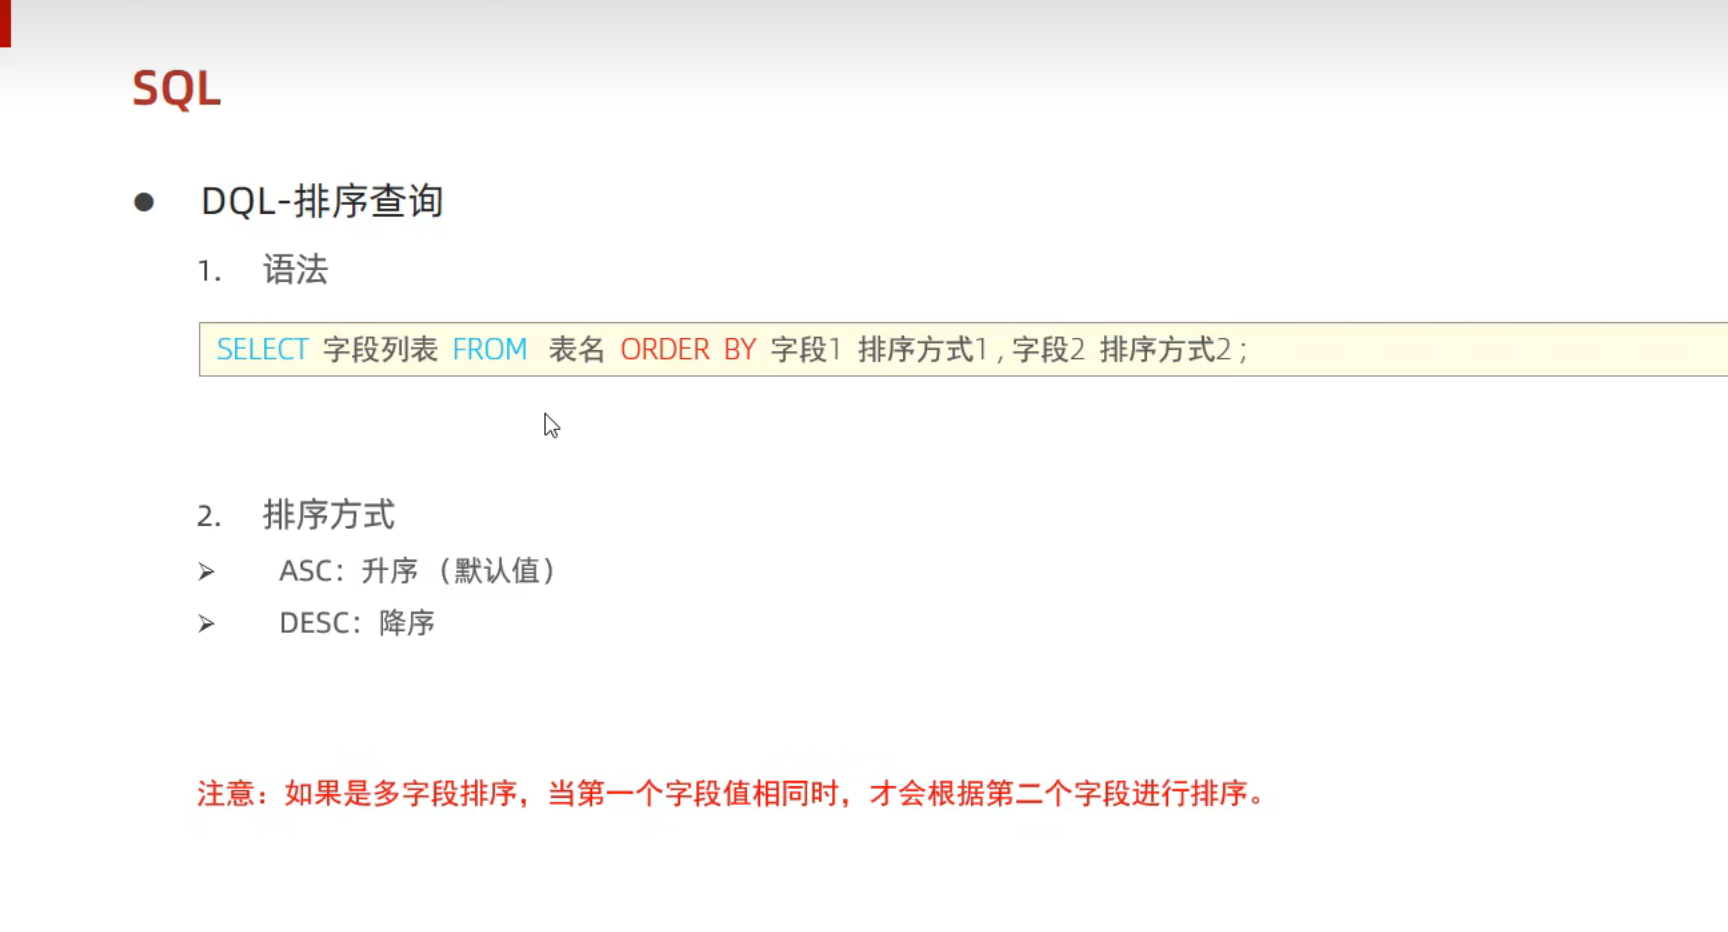 SQL
DQL-排序查询
1. 语法
SELECT 字段列表 FROM 表名 ORDER BY 字段1 排序方式1 , 字段2 排序方式2 ;
2. 排序方式
ASC：升序（默认值）
DESC：降序
注意：如果是多字段排序，当第一个字段值相同时，才会根据第二个字段进行排序。